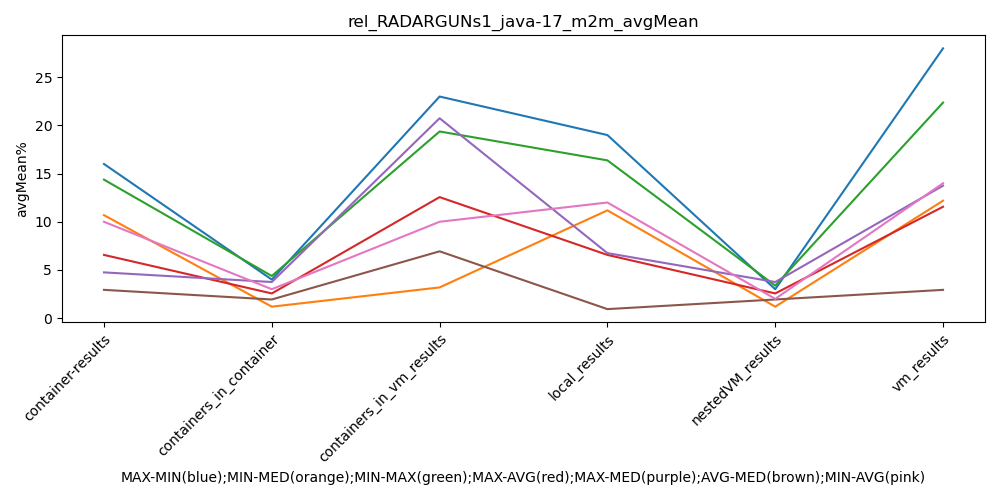 rel_RADARGUNs1_java-17_m2m_avgMean
avgMean%
25
20
15
10
5
0
container-results
containers_in_container
containers_in_vm_results
local_results
nestedVM_results
vm_results
MAX-MIN(blue);MIN-MED(orange);MIN-MAX(green);MAX-AVG(red);MAX-MED(purple);AVG-MED(brown);MIN-AVG(pink)